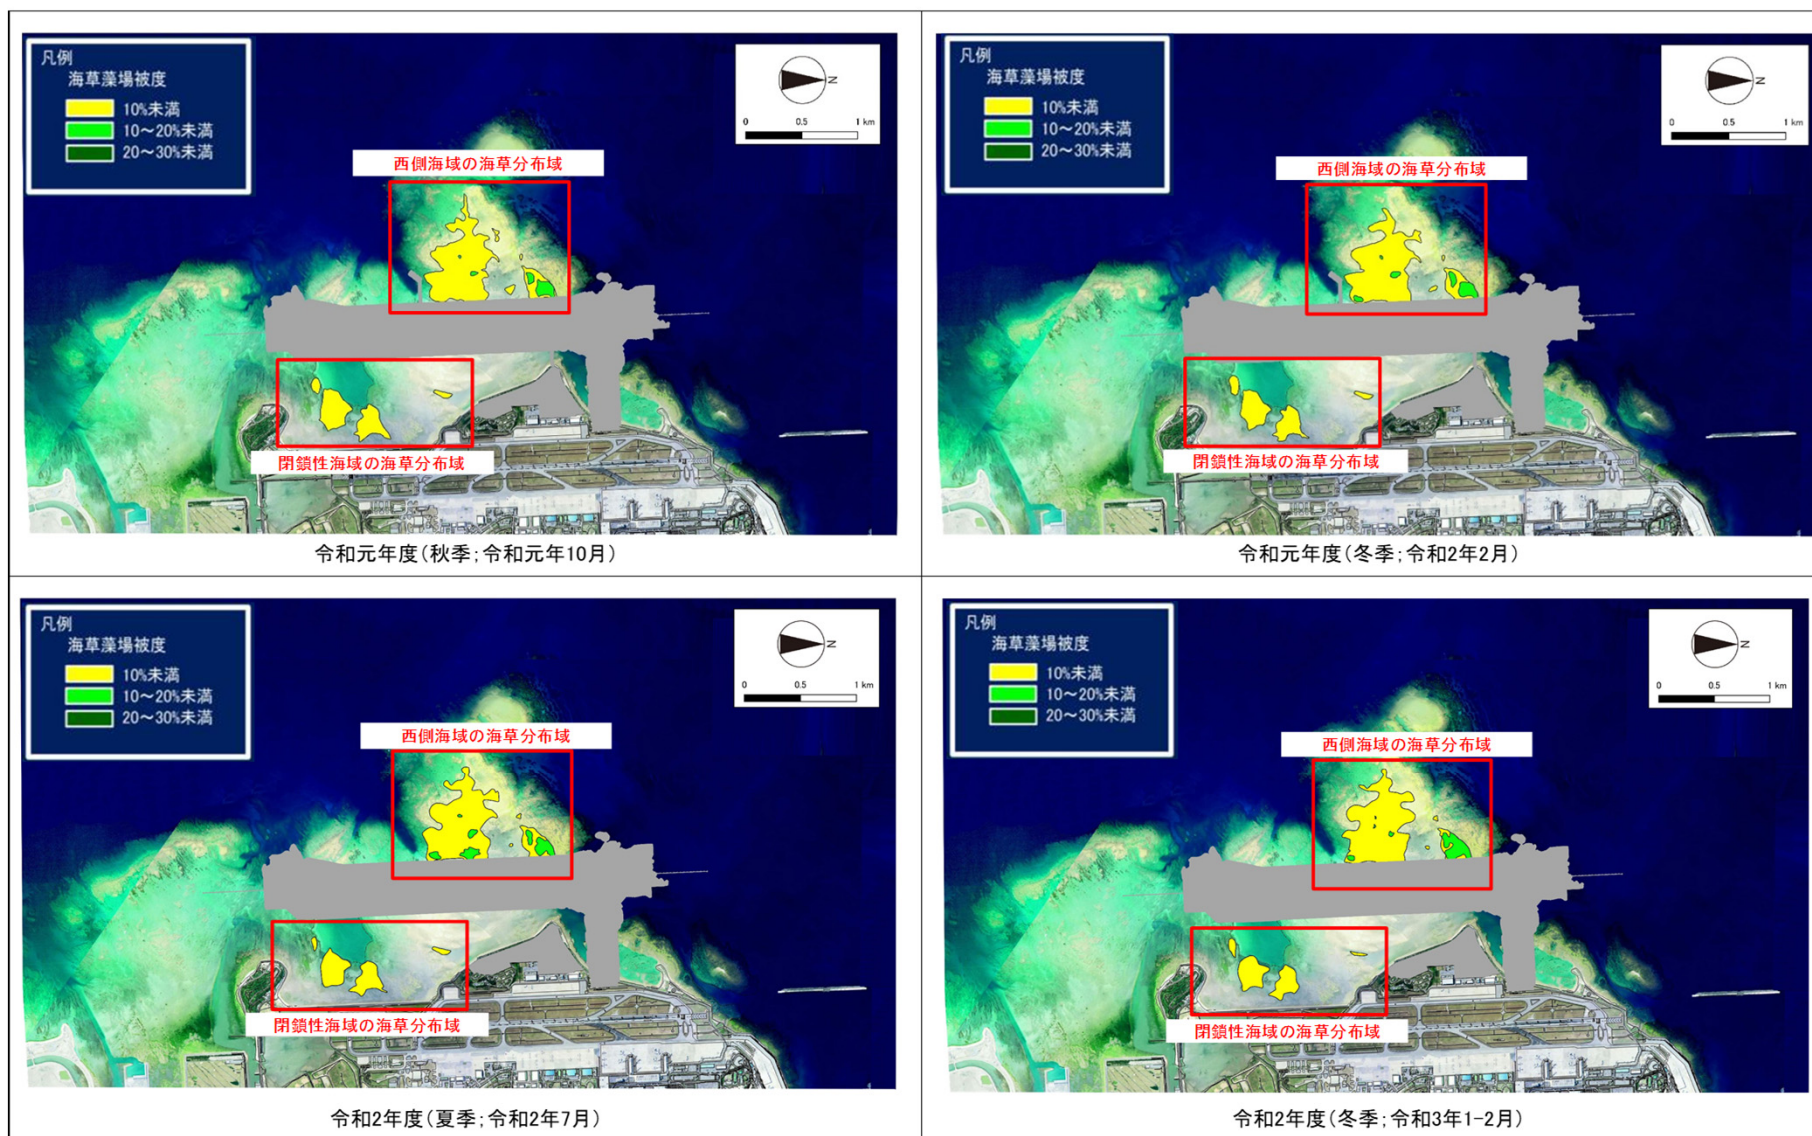 凡例
海草藻場被度
10%未満
10～20%未満
20～30%未満
N
0 0.5 1 km
西側海域の海草分布域
閉鎖性海域の海草分布域
令和元年度(秋季;令和元年10月)
凡例
海草藻場被度
10%未満
10～20%未満
20～30%未満
N
0 0.5 1 km
西側海域の海草分布域
閉鎖性海域の海草分布域
令和元年度(冬季;令和2年2月)
凡例
海草藻場被度
10%未満
10～20%未満
20～30%未満
N
0 0.5 1 km
西側海域の海草分布域
閉鎖性海域の海草分布域
令和2年度(夏季;令和2年7月)
凡例
海草藻場被度
10%未満
10～20%未満
20～30%未満
N
0 0.5 1 km
西側海域の海草分布域
閉鎖性海域の海草分布域
令和2年度(冬季;令和3年1-2月)